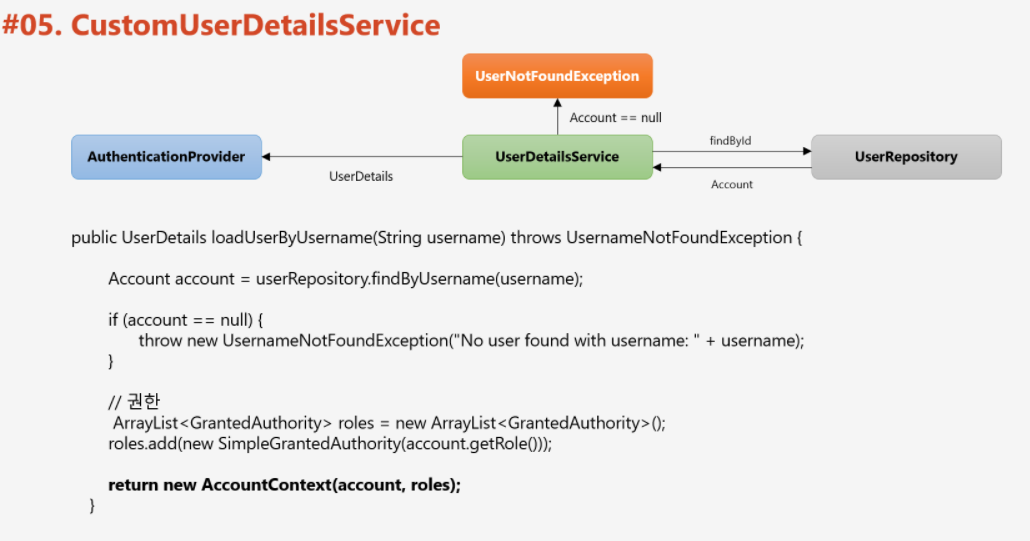 #05. CustomUserDetailsService
UserNotFoundException
Account == null
AuthenticationProvider
UserDetails
UserDetailsService
findById
Account
UserRepository
public UserDetails loadUserByUsername(String username) throws UsernameNotFoundException {
Account account = userRepository.findByUsername(username);
if (account == null) {
throw new UsernameNotFoundException("No user found with username: " + username);
}
// 권한
ArrayList<GrantedAuthority> roles = new ArrayList<GrantedAuthority>();
roles.add(new SimpleGrantedAuthority(account.getRole()));
return new AccountContext(account, roles);
}